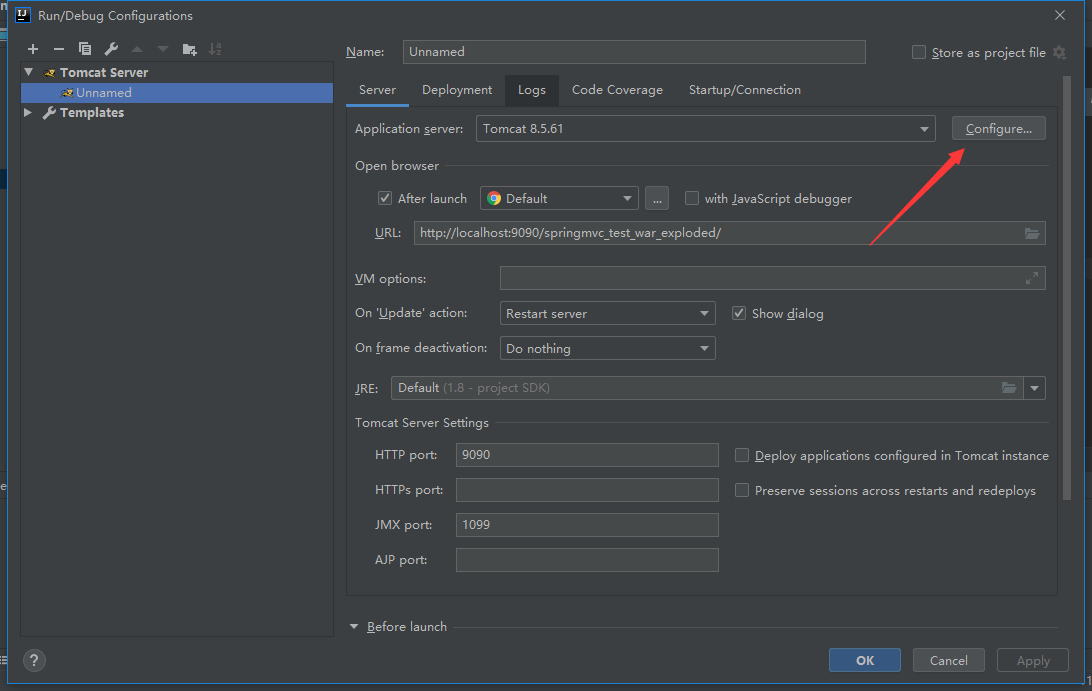 Run/Debug Configurations
Tomcat Server
Unnamed
Templates
Name: Unnamed
Store as project file
Server Deployment Logs Code Coverage Startup/Connection
Application server: Tomcat 8.5.61 Configure...
Open browser
After launch Default ... with JavaScript debugger
URL: http://localhost:9090/springmvc_test_war_exploded/
VM options:
On 'Update' action: Restart server Show dialog
On frame deactivation: Do nothing
JRE: Default (1.8 - project SDK)
Tomcat Server Settings
HTTP port: 9090 Deploy applications configured in Tomcat instance
HTTPs port: Preserve sessions across restarts and redeploys
JMX port: 1099
AJP port:
Before launch
? OK Cancel Apply